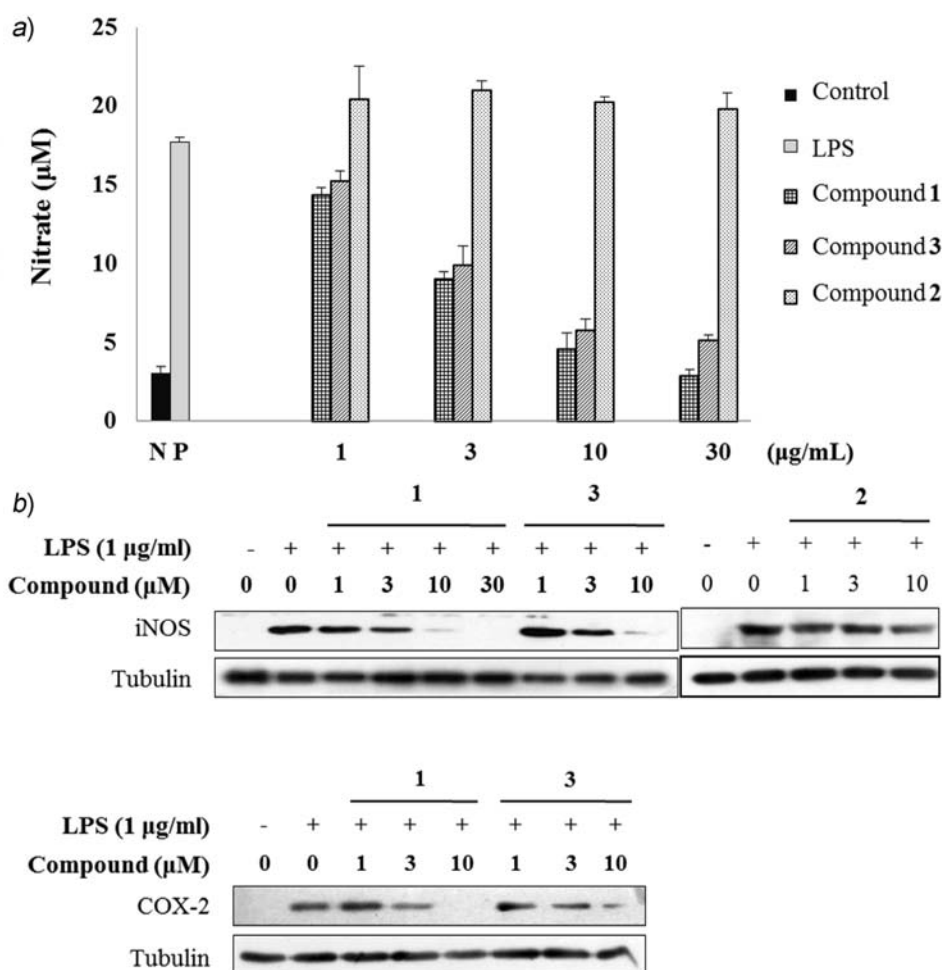 a)
25
20
15
10
5
0
Nitrate (µM)
N P
1
3
10
30
(µg/mL)
Control
LPS
Compound 1
Compound 3
Compound 2
b)
1
3
2
LPS (1 µg/ml)
- + + + + + + + + - + + + +
Compound (µM)
0 0 1 3 10 30 1 3 10 0 0 1 3 10
iNOS
Tubulin
1
3
LPS (1 µg/ml)
- + + + + + + +
Compound (µM)
0 0 1 3 10 1 3 10
COX-2
Tubulin